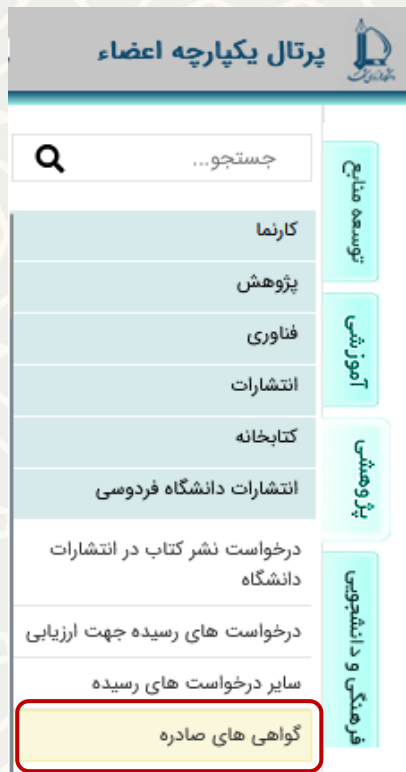 پرتال یکپارچه اعضاء
جستجو...
کارنما
پژوهش
فناوری
انتشارات
کتابخانه
انتشارات دانشگاه فردوسی
درخواست نشر کتاب در انتشارات
دانشگاه
درخواست های رسیده جهت ارزیابی
سایر درخواست های رسیده
گواهی های صادره
توسعه منابع
آموزشی
پژوهشی
فرهنگی و دانشجویی